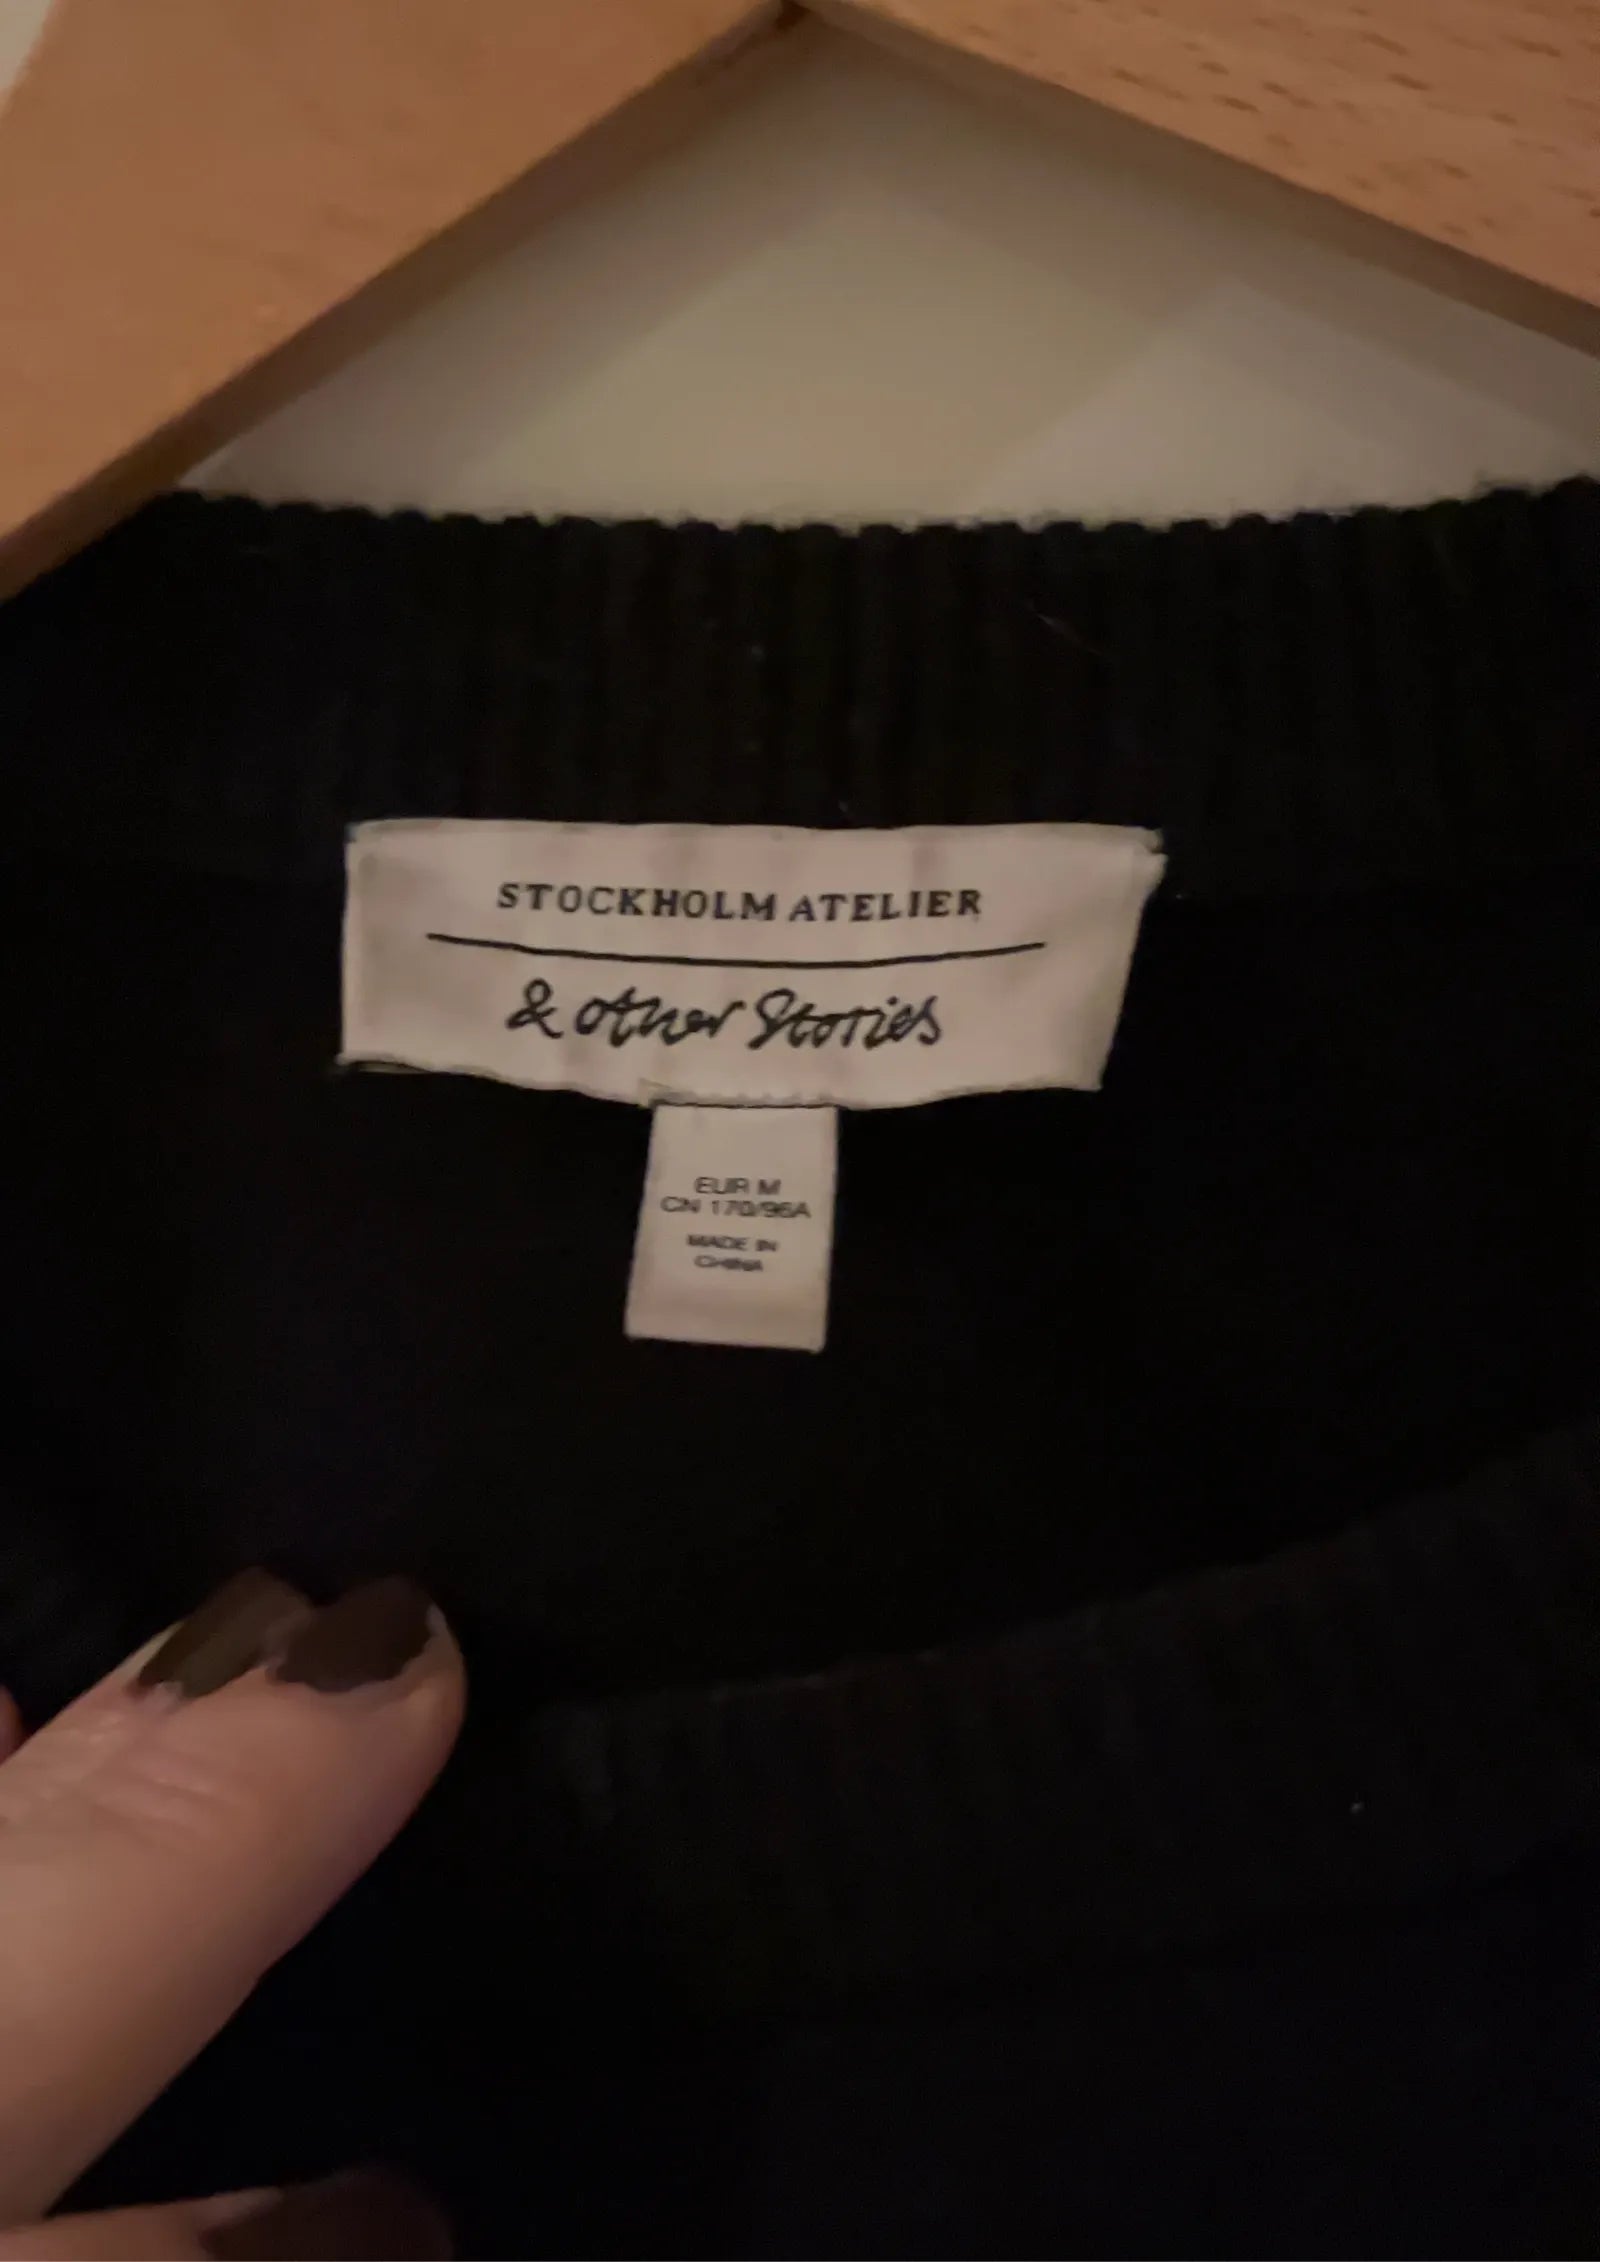 STOCKHOLM ATELIER
& other Stories
EUR M
CN 170/96A
MADE IN
CHINA